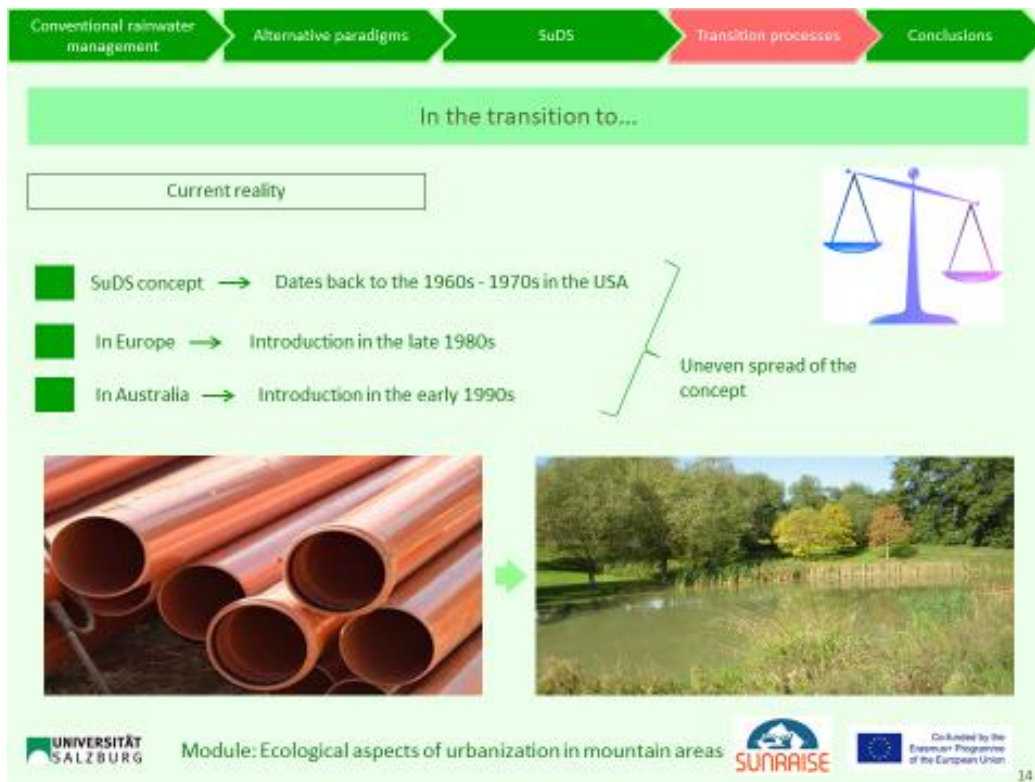 Conventional rainwater
management
Alternative paradigms
SuDS
Transition processes
Conclusions
In the transition to...
Current reality
SuDS concept → Dates back to the 1960s - 1970s in the USA
In Europe → Introduction in the late 1980s
In Australia → Introduction in the early 1990s
Uneven spread of the
concept
UNIVERSITÄT
SALZBURG
Module: Ecological aspects of urbanization in mountain areas
SUNRAISE
Co-funded by the
Erasmus+ Programme
of the European Union
14